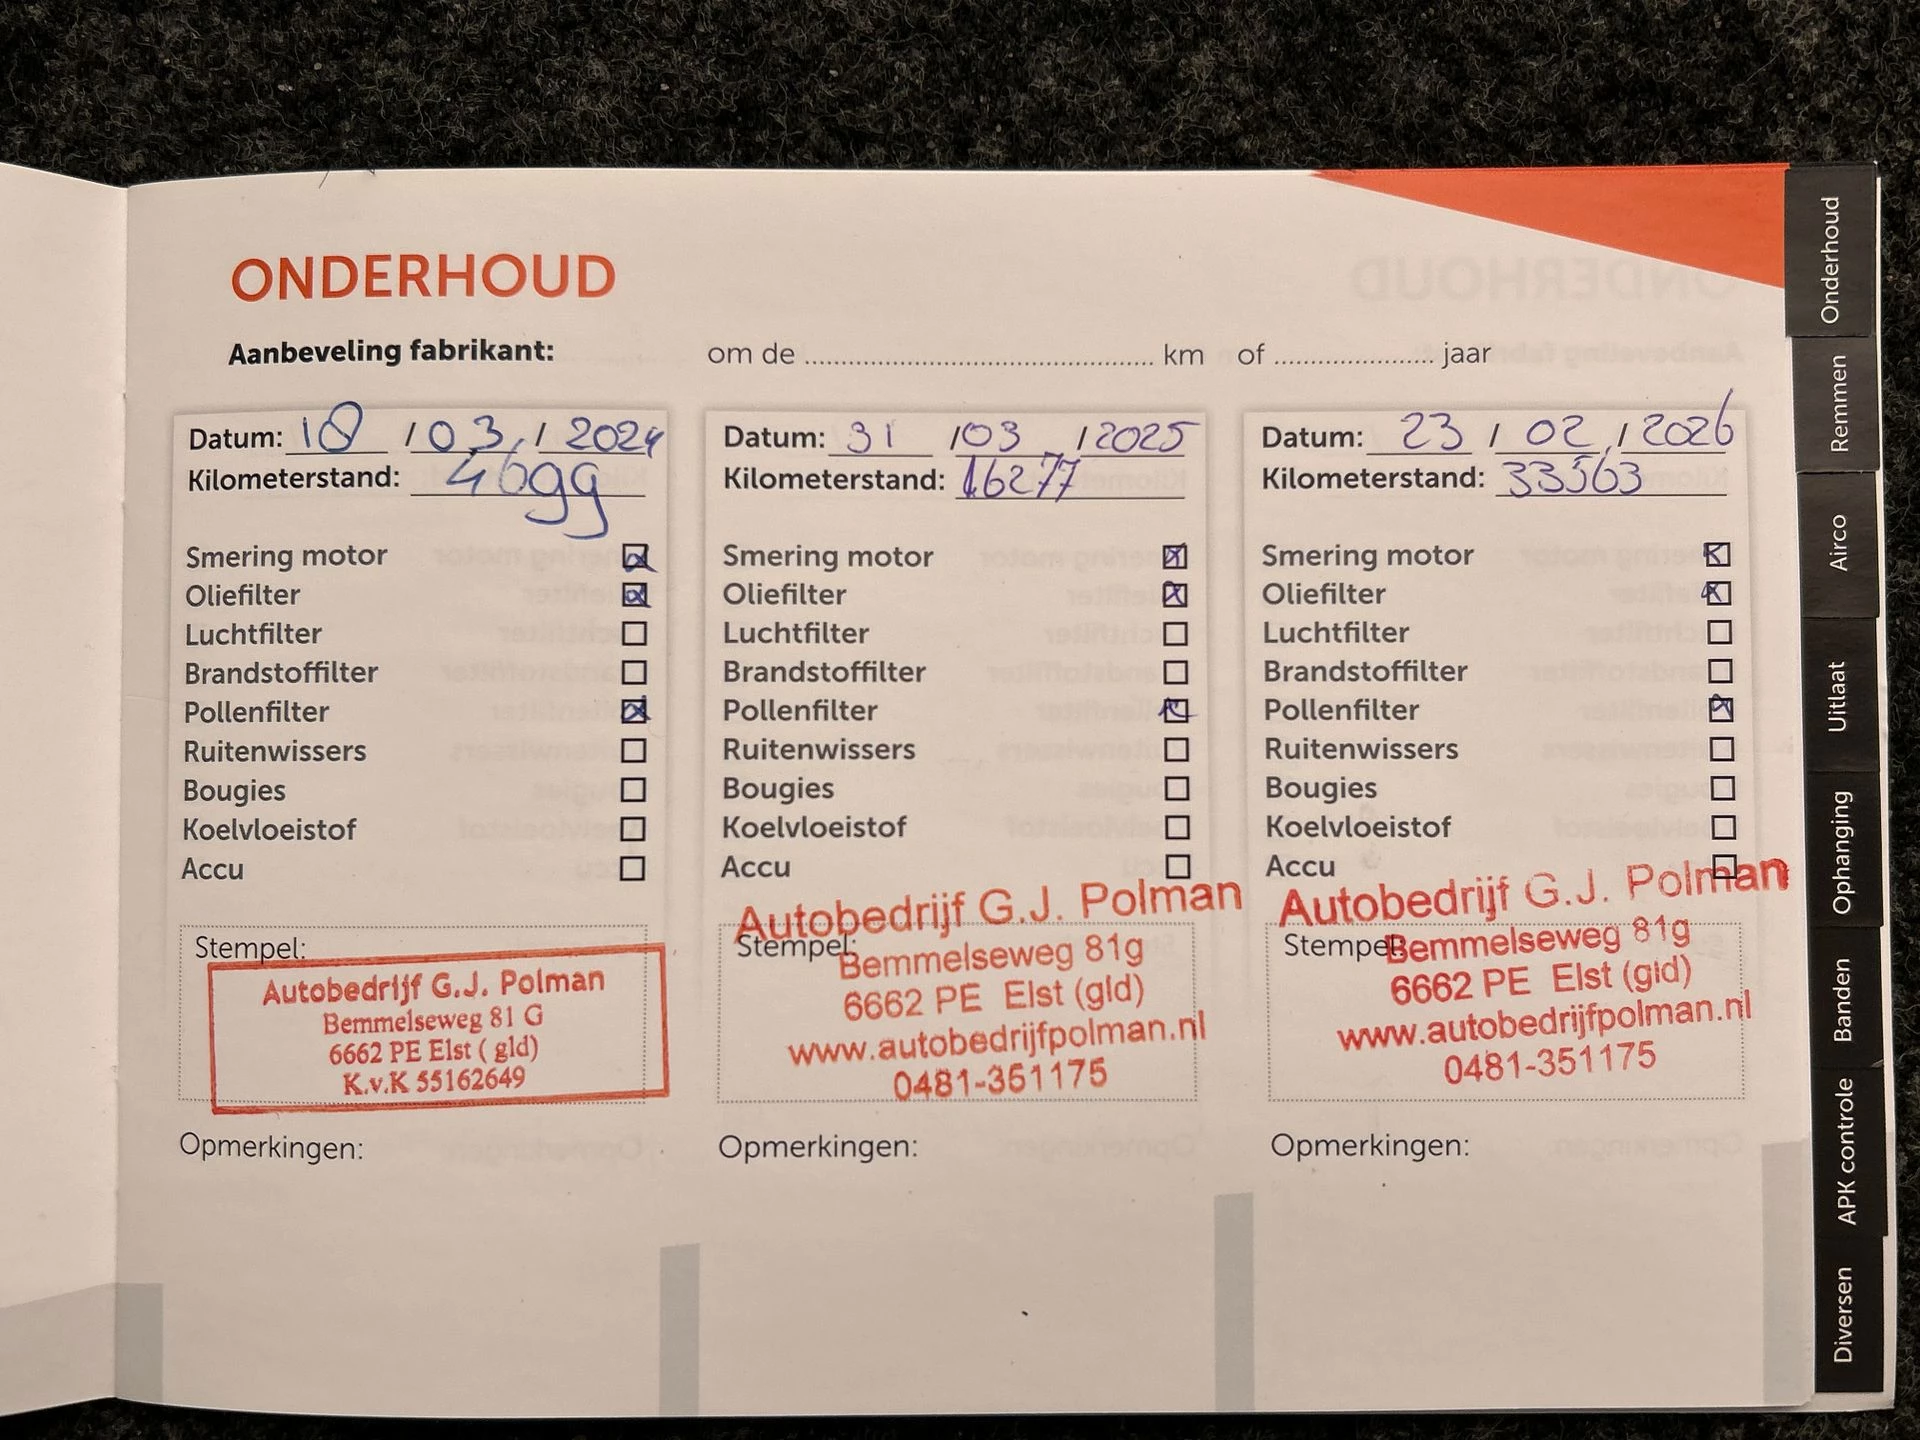 ONDERHOUD
Aanbeveling fabrikant: om de ........................ km of ............ jaar
Datum: 18 / 03 / 2024
Kilometerstand: 4699
Smering motor
Oliefilter
Luchtfilter
Brandstoffilter
Pollenfilter
Ruitenwissers
Bougies
Koelvloeistof
Accu
Stempel:
Autobedrijf G.J. Polman
Bemmelseweg 81 G
6662 PE Elst ( gld)
K.v.K 55162649
Opmerkingen:
Datum: 31 / 03 / 2025
Kilometerstand: 16277
Smering motor
Oliefilter
Luchtfilter
Brandstoffilter
Pollenfilter
Ruitenwissers
Bougies
Koelvloeistof
Accu
Autobedrijf G.J. Polman
Stempel:
Bemmelseweg 81g
6662 PE Elst (gld)
www.autobedrijfpolman.nl
0481-351175
Opmerkingen:
Datum: 23 / 02 / 2026
Kilometerstand: 33563
Smering motor
Oliefilter
Luchtfilter
Brandstoffilter
Pollenfilter
Ruitenwissers
Bougies
Koelvloeistof
Accu
Autobedrijf G.J. Polman
Stempel:
Bemmelseweg 81g
6662 PE Elst (gld)
www.autobedrijfpolman.nl
0481-351175
Opmerkingen:
Onderhoud
Remmen
Airco
Uitlaat
Ophanging
Banden
APK controle
Diversen